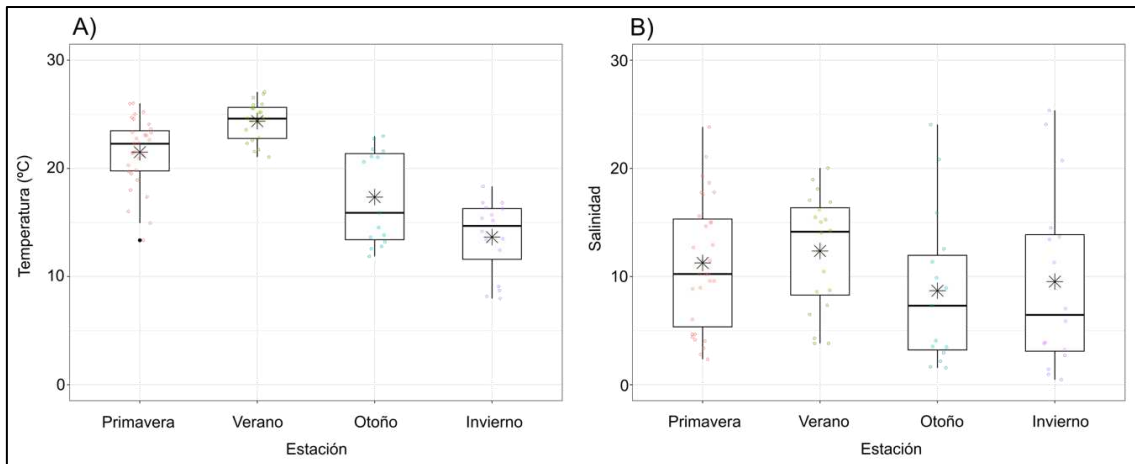 A)
Temperatura (ºC)
30
20
10
0
Primavera Verano Otoño Invierno
Estación
B)
Salinidad
30
20
10
0
Primavera Verano Otoño Invierno
Estación